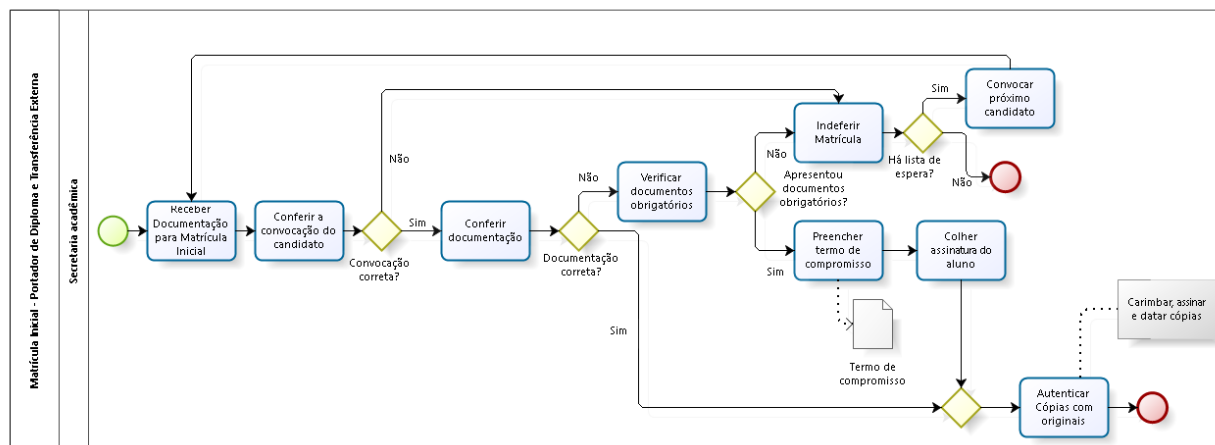 Matrícula Inicial - Portador de Diploma e Transferência Externa
Secretaria acadêmica
Receber
Documentação
para Matrícula
Inicial
Conferir a
convocação do
candidato
Não
Sim
Convocação
correta?
Conferir
documentação
Não
Documentação
correta?
Sim
Verificar
documentos
obrigatórios
Não
Apresentou
documentos
obrigatórios?
Sim
Indeferir
Matrícula
Sim
Há lista de
espera?
Não
Convocar
próximo
candidato
Preencher
termo de
compromisso
Colher
assinatura do
aluno
Termo de
compromisso
Carimbar, assinar
e datar cópias
Autenticar
Cópias com
originais